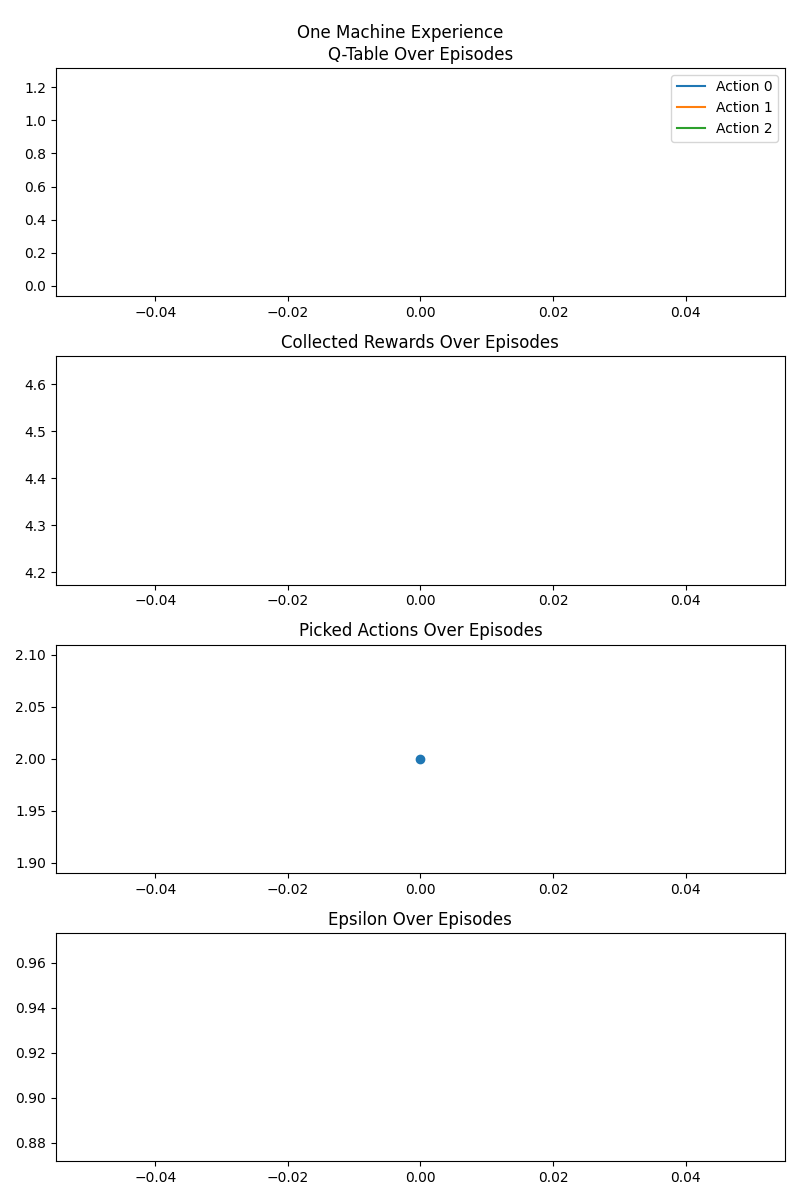 One Machine Experience
Q-Table Over Episodes
1.2
1.0
0.8
0.6
0.4
0.2
0.0
Action 0
Action 1
Action 2
−0.04 −0.02 0.00 0.02 0.04
Collected Rewards Over Episodes
4.6
4.5
4.4
4.3
4.2
−0.04 −0.02 0.00 0.02 0.04
Picked Actions Over Episodes
2.10
2.05
2.00
1.95
1.90
−0.04 −0.02 0.00 0.02 0.04
Epsilon Over Episodes
0.96
0.94
0.92
0.90
0.88
−0.04 −0.02 0.00 0.02 0.04